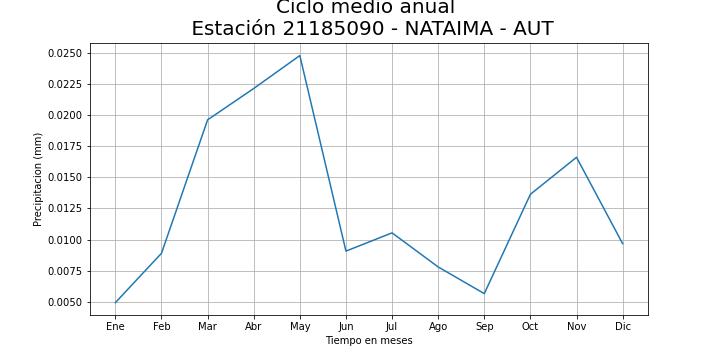 Ciclo medio anual
Estación 21185090 - NATAIMA - AUT
0.0250
0.0225
0.0200
0.0175
0.0150
0.0125
0.0100
0.0075
0.0050
Precipitacion (mm)
Ene Feb Mar Abr May Jun Jul Ago Sep Oct Nov Dic
Tiempo en meses